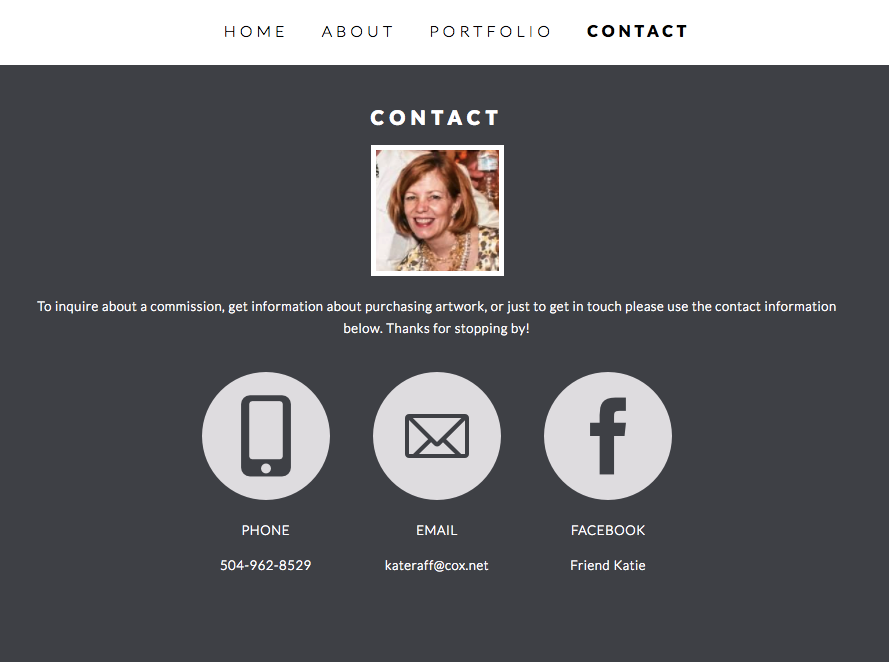 HOME ABOUT PORTFOLIO CONTACT
CONTACT
To inquire about a commission, get information about purchasing artwork, or just to get in touch please use the contact information
below. Thanks for stopping by!
PHONE EMAIL FACEBOOK
504-962-8529 kateraff@cox.net Friend Katie